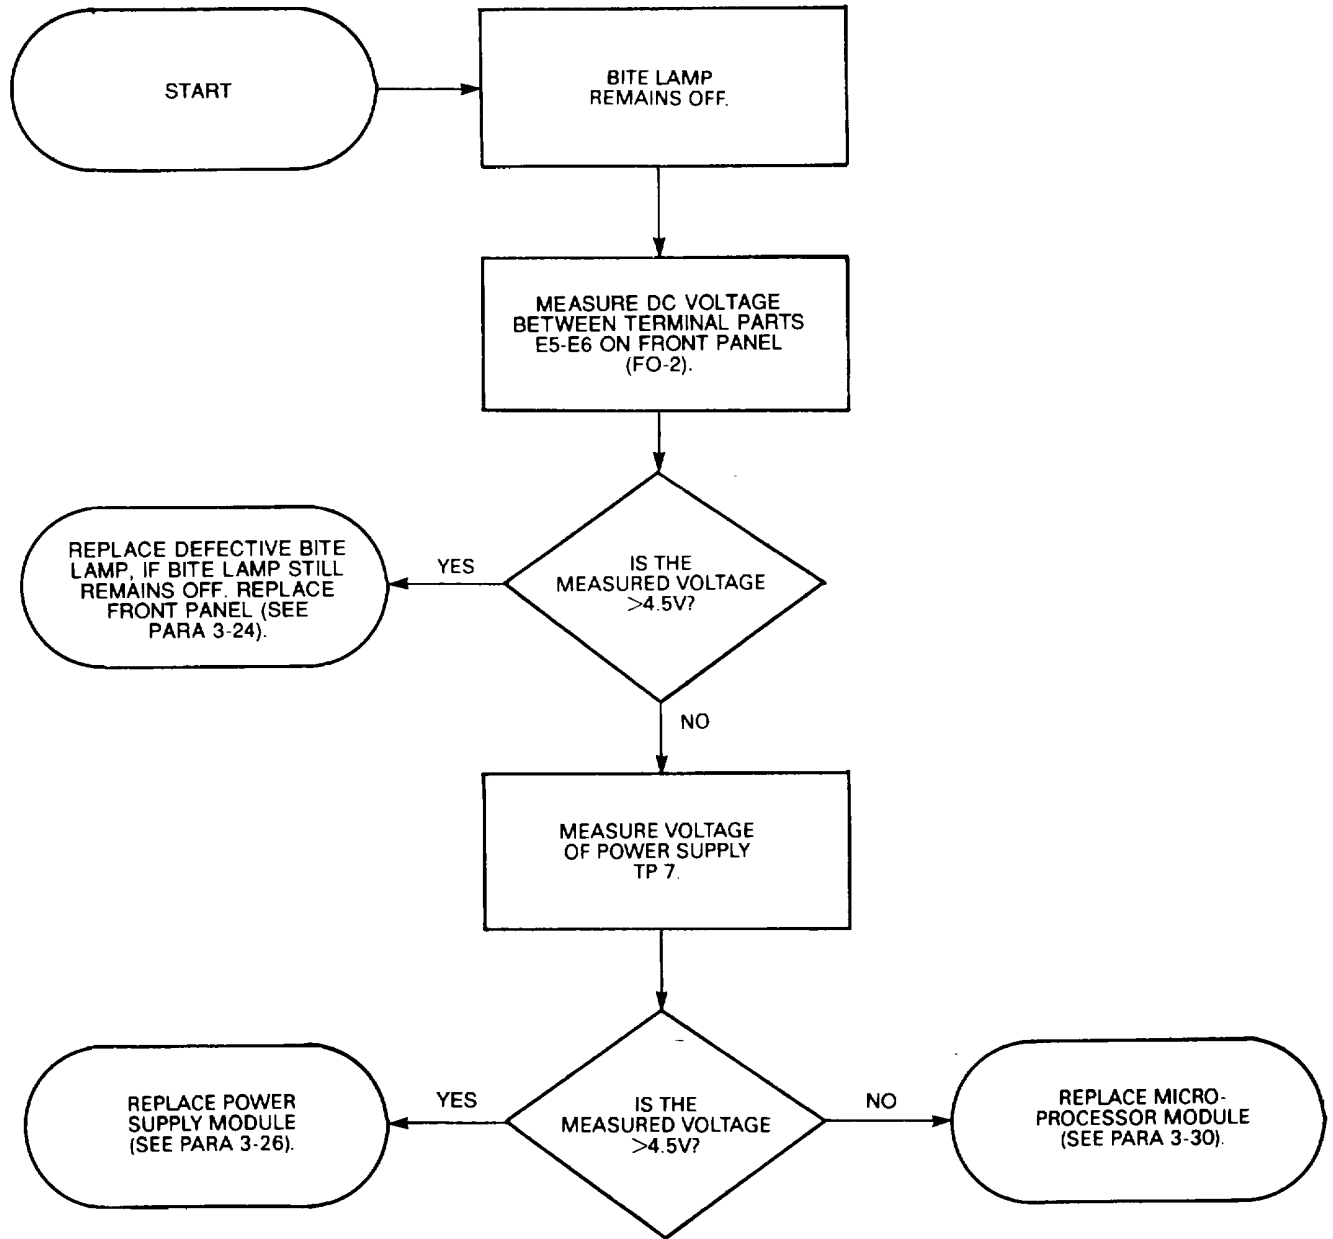 START
BITE LAMP
REMAINS OFF.
MEASURE DC VOLTAGE
BETWEEN TERMINAL PARTS
E5-E6 ON FRONT PANEL
(FO-2).
REPLACE DEFECTIVE BITE
LAMP, IF BITE LAMP STILL
REMAINS OFF. REPLACE
FRONT PANEL (SEE
PARA 3-24).
YES
IS THE
MEASURED VOLTAGE
>4.5V?
NO
MEASURE VOLTAGE
OF POWER SUPPLY
TP 7.
REPLACE POWER
SUPPLY MODULE
(SEE PARA 3-26).
YES
IS THE
MEASURED VOLTAGE
>4.5V?
NO
REPLACE MICRO-
PROCESSOR MODULE
(SEE PARA 3-30).